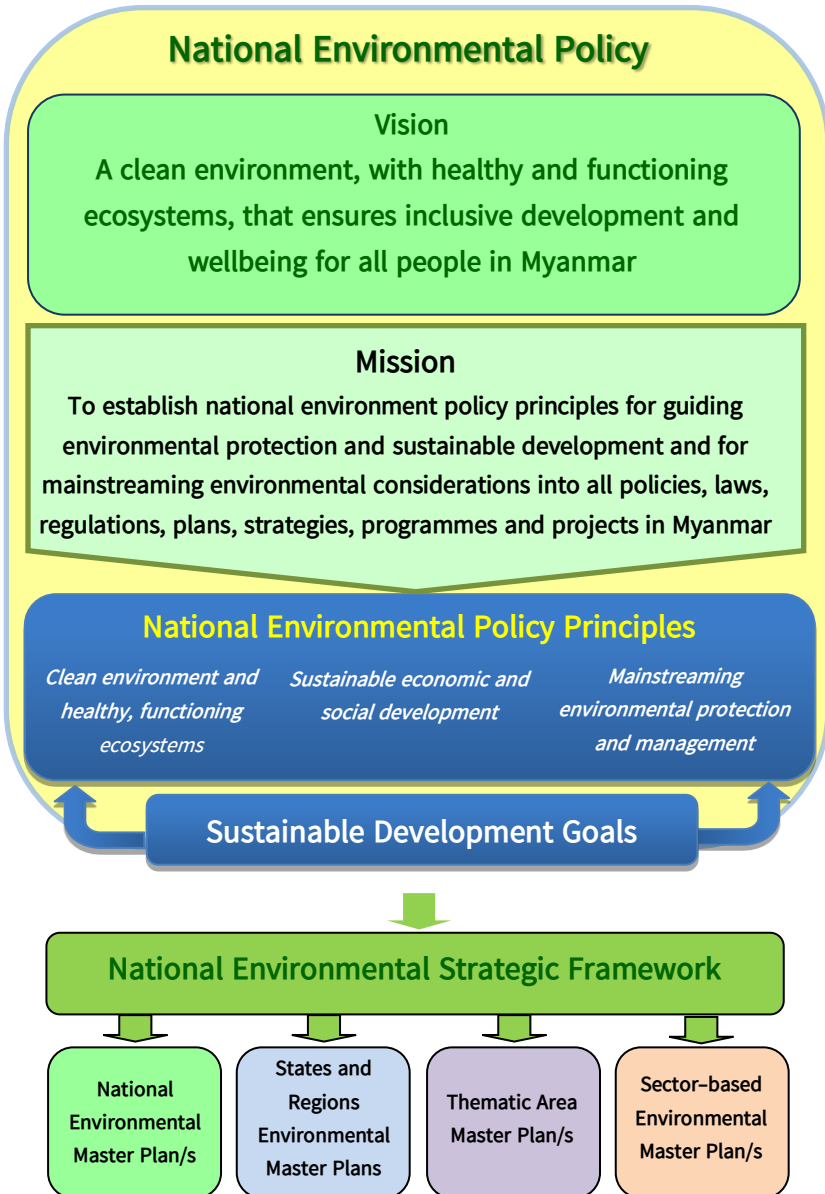 National Environmental Policy
Vision
A clean environment, with healthy and functioning
ecosystems, that ensures inclusive development and
wellbeing for all people in Myanmar
Mission
To establish national environment policy principles for guiding
environmental protection and sustainable development and for
mainstreaming environmental considerations into all policies, laws,
regulations, plans, strategies, programmes and projects in Myanmar
National Environmental Policy Principles
Clean environment and
healthy, functioning
ecosystems
Sustainable economic and
social development
Mainstreaming
environmental protection
and management
Sustainable Development Goals
National Environmental Strategic Framework
National
Environmental
Master Plan/s
States and
Regions
Environmental
Master Plans
Thematic Area
Master Plan/s
Sector-based
Environmental
Master Plan/s